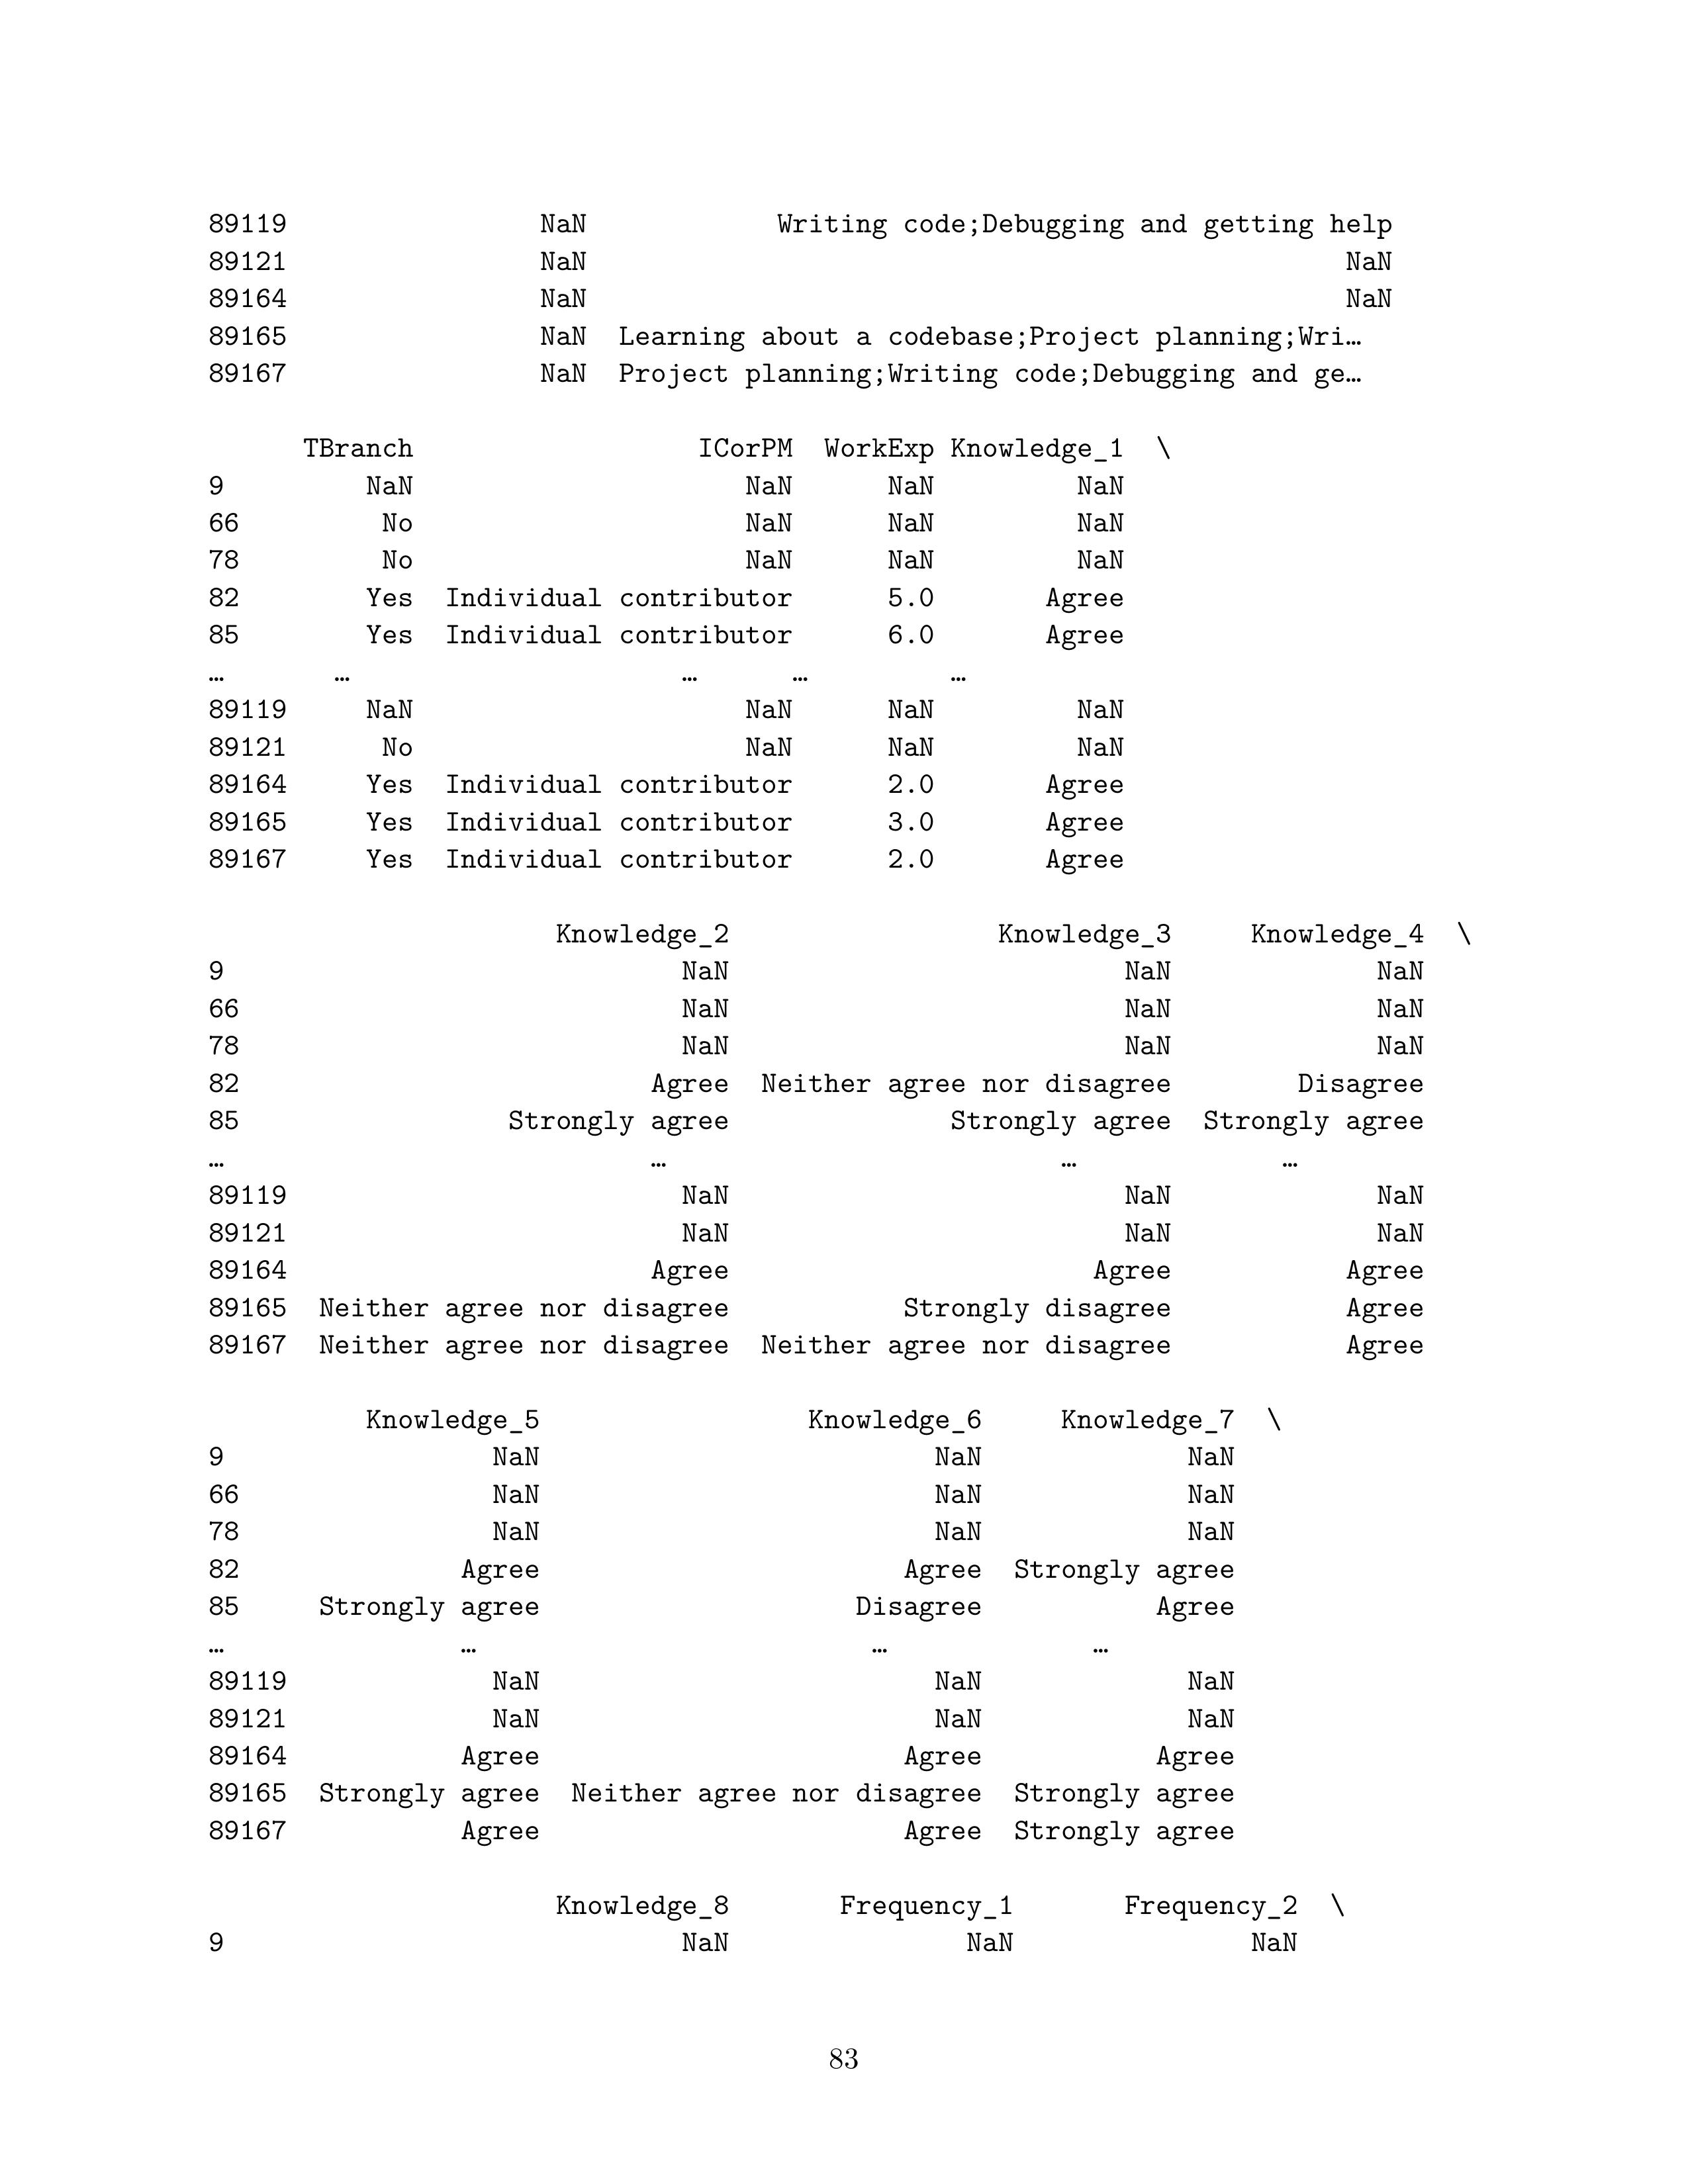 89119                NaN            Writing code;Debugging and getting help
89121                NaN                                                NaN
89164                NaN                                                NaN
89165                NaN  Learning about a codebase;Project planning;Wri…
89167                NaN  Project planning;Writing code;Debugging and ge…
      TBranch                  ICorPM  WorkExp Knowledge_1  \
9         NaN                     NaN      NaN         NaN
66         No                     NaN      NaN         NaN
78         No                     NaN      NaN         NaN
82        Yes  Individual contributor      5.0       Agree
85        Yes  Individual contributor      6.0       Agree
…       …                     …      …         …
89119     NaN                     NaN      NaN         NaN
89121      No                     NaN      NaN         NaN
89164     Yes  Individual contributor      2.0       Agree
89165     Yes  Individual contributor      3.0       Agree
89167     Yes  Individual contributor      2.0       Agree
                      Knowledge_2                 Knowledge_3     Knowledge_4  \
9                             NaN                         NaN             NaN
66                            NaN                         NaN             NaN
78                            NaN                         NaN             NaN
82                          Agree  Neither agree nor disagree        Disagree
85                 Strongly agree              Strongly agree  Strongly agree
…                           …                         …             …
89119                         NaN                         NaN             NaN
89121                         NaN                         NaN             NaN
89164                       Agree                       Agree           Agree
89165  Neither agree nor disagree           Strongly disagree           Agree
89167  Neither agree nor disagree  Neither agree nor disagree           Agree
          Knowledge_5                 Knowledge_6     Knowledge_7  \
9                 NaN                         NaN             NaN
66                NaN                         NaN             NaN
78                NaN                         NaN             NaN
82              Agree                       Agree  Strongly agree
85     Strongly agree                    Disagree           Agree
…               …                         …             …
89119             NaN                         NaN             NaN
89121             NaN                         NaN             NaN
89164           Agree                       Agree           Agree
89165  Strongly agree  Neither agree nor disagree  Strongly agree
89167           Agree                       Agree  Strongly agree
                      Knowledge_8       Frequency_1       Frequency_2  \
9                             NaN               NaN               NaN
83